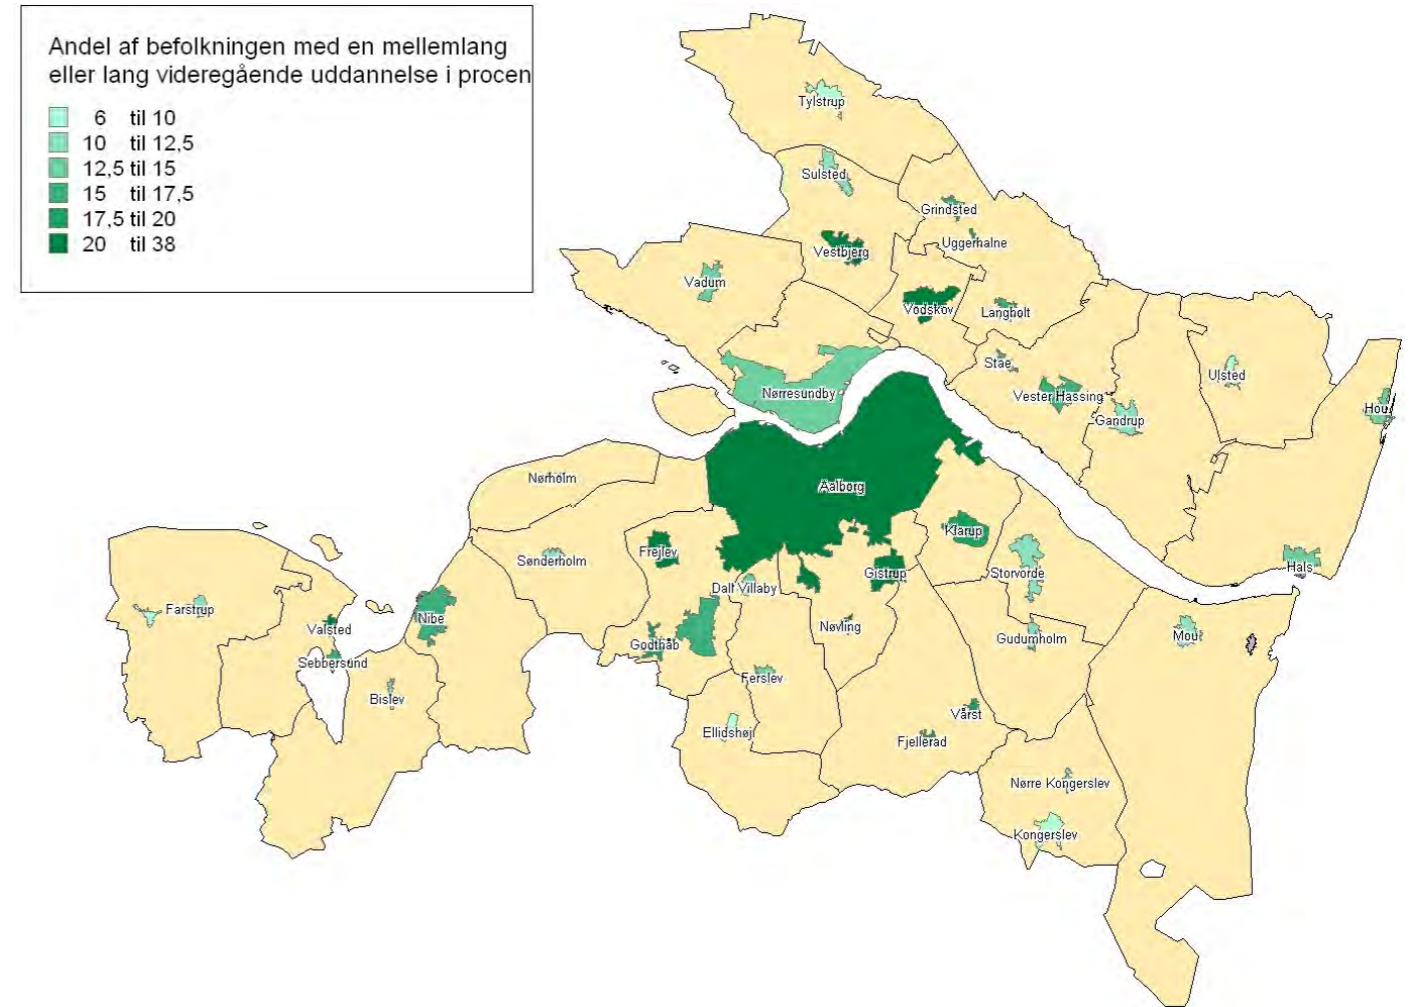 Andel af befolkningen med en mellemlang
eller lang videregående uddannelse i procen
6 til 10
10 til 12,5
12,5 til 15
15 til 17,5
17,5 til 20
20 til 38
Tylstrup
Sulsted
Grindsted
Uggerhalne
Vestbjerg
Vadum
Vodskov
Langholt
Stae
Ulsted
Nørresundby
Vester Hassing
Hou
Gandrup
Nørholm
Aalborg
Klarup
Frejlev
Sønderholm
Hals
Gistrup
Storvorde
Villaby
Farstrup
Nibe
Valsted
Nøvling
Mou
Gudumholm
Godthåb
Sebbersund
Ferslev
Bislev
Vårst
Ellidshøj
Fjellerad
Nørre Kongerslev
Kongerslev